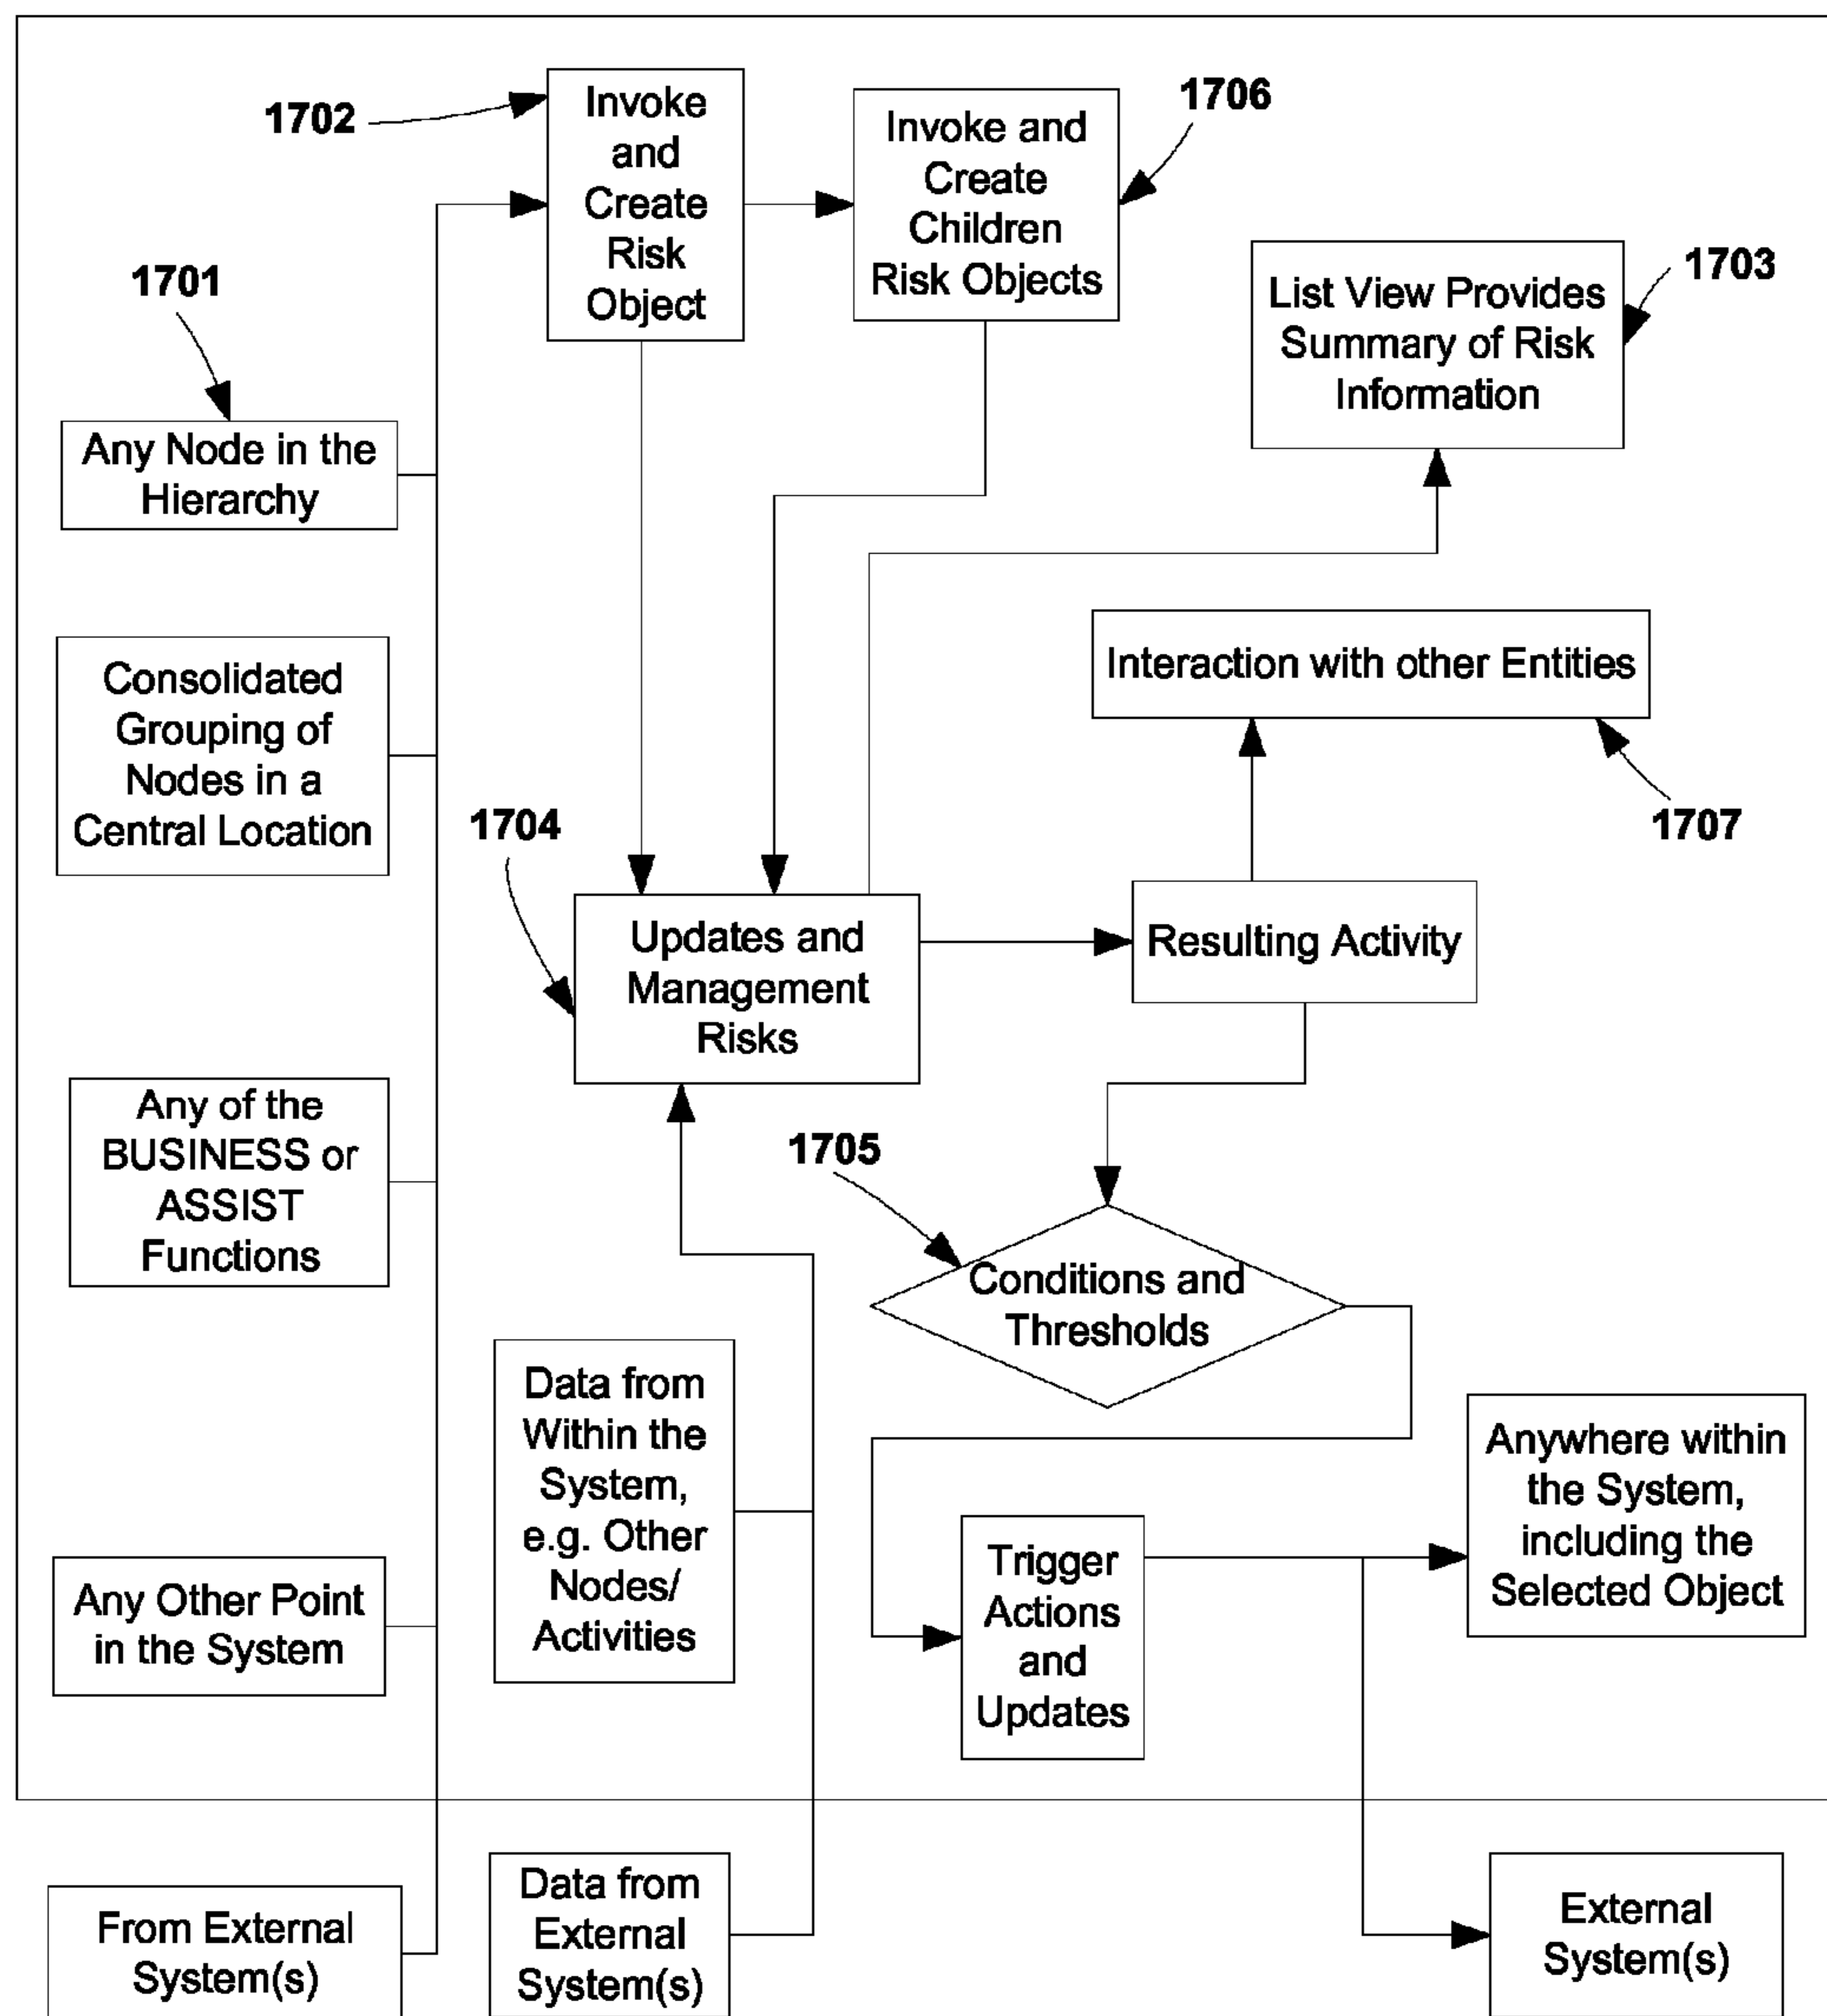 1702
Invoke
and
Create
Risk
Object
Invoke and
Create
Children
Risk Objects
1706
1701
List View Provides
Summary of Risk
Information
1703
Any Node in the
Hierarchy
Consolidated
Grouping of
Nodes in a
Central Location
Interaction with other Entities
1707
1704
Updates and
Management
Risks
Resulting Activity
Any of the
BUSINESS or
ASSIST
Functions
1705
Conditions and
Thresholds
Data from
Within the
System,
e.g. Other
Nodes/
Activities
Anywhere within
the System,
including the
Selected Object
Any Other Point
in the System
Trigger
Actions
and
Updates
From External
System(s)
Data from
External
System(s)
External
System(s)